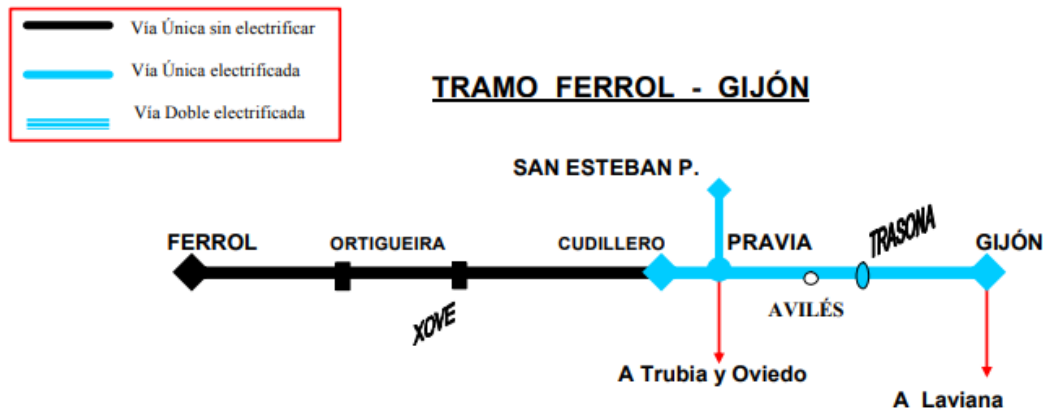 Vía Única sin electrificar
Vía Única electrificada
Vía Doble electrificada
TRAMO FERROL - GIJÓN
SAN ESTEBAN P.
FERROL
ORTIGUEIRA
CUDILLERO
PRAVIA
TRASONA
GIJÓN
XOVE
AVILÉS
A Trubia y Oviedo
A Laviana